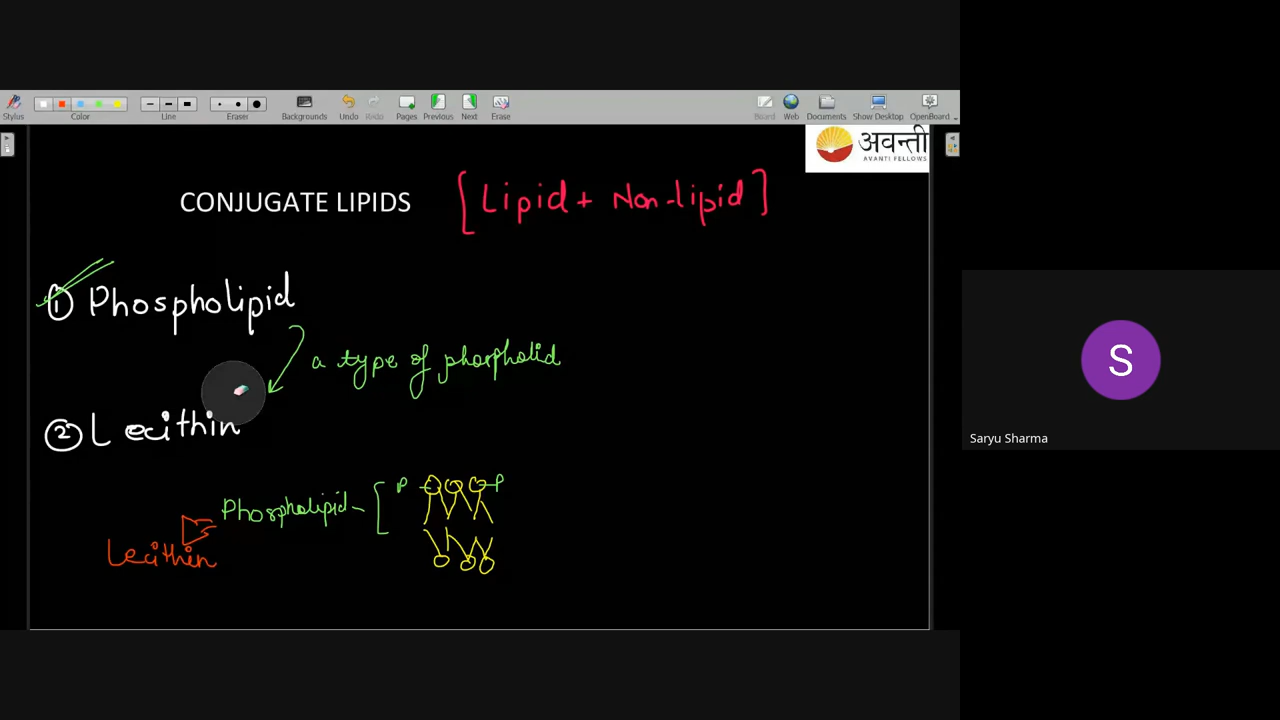 Stylus Color Line Eraser Backgrounds Undo Redo Pages Previous Next Erase Board Web Documents Show Desktop OpenBoard
अवन्ती
AVANTI FELLOWS
CONJUGATE LIPIDS [Lipid + Non-lipid]
① Phospholipid
a type of phospholid
② Lecithin
Phospholipid - [ P P
Lecithin
S
Saryu Sharma